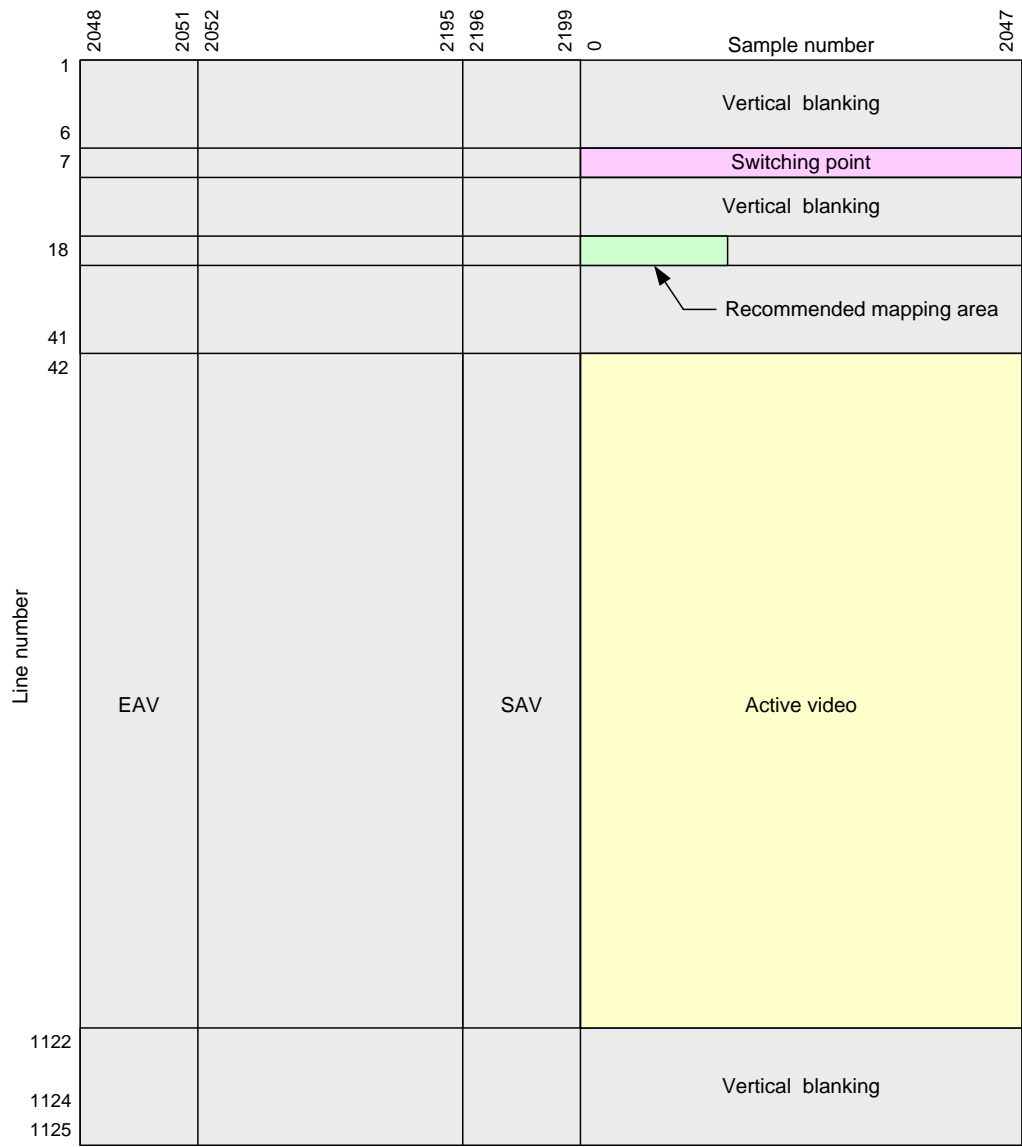 2048
2051
2052
2195
2196
2199
0
Sample number
2047
1
Vertical blanking
6
7
Switching point
Vertical blanking
18
Recommended mapping area
41
42
Line number
EAV
SAV
Active video
1122
Vertical blanking
1124
1125